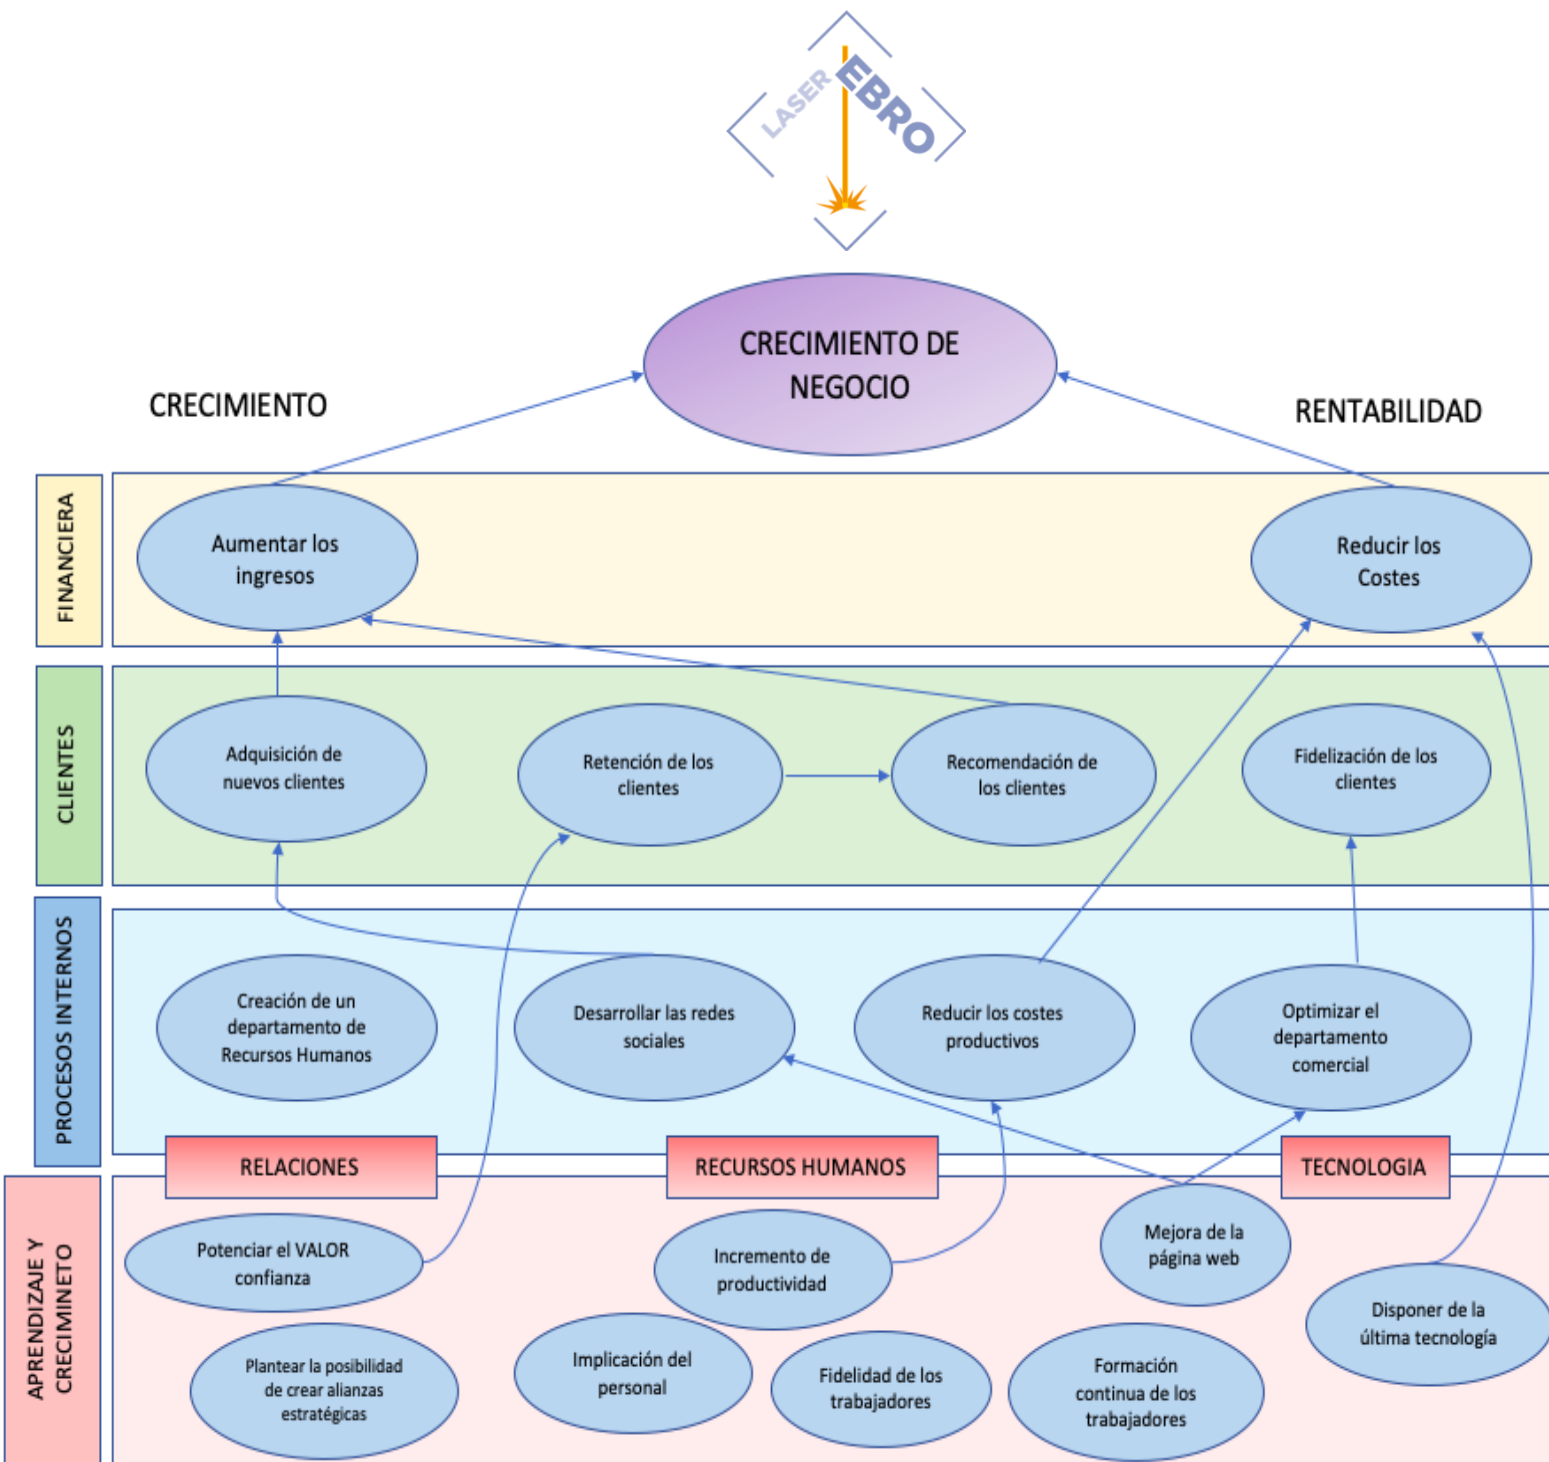 LASER
EBRO
CRECIMIENTO DE
NEGOCIO
CRECIMIENTO
RENTABILIDAD
FINANCIERA
Aumentar los
ingresos
Reducir los
Costes
CLIENTES
Adquisición de
nuevos clientes
Retención de los
clientes
Recomendación de
los clientes
Fidelización de los
clientes
PROCESOS INTERNOS
Creación de un
departamento de
Recursos Humanos
Desarrollar las redes
sociales
Reducir los costes
productivos
Optimizar el
departamento
comercial
RELACIONES
RECURSOS HUMANOS
TECNOLOGIA
APRENDIZAJE Y
CRECIMINETO
Potenciar el VALOR
confianza
Incremento de
productividad
Mejora de la
página web
Disponer de la
última tecnología
Plantear la posibilidad
de crear alianzas
estratégicas
Implicación del
personal
Fidelidad de los
trabajadores
Formación
continua de los
trabajadores